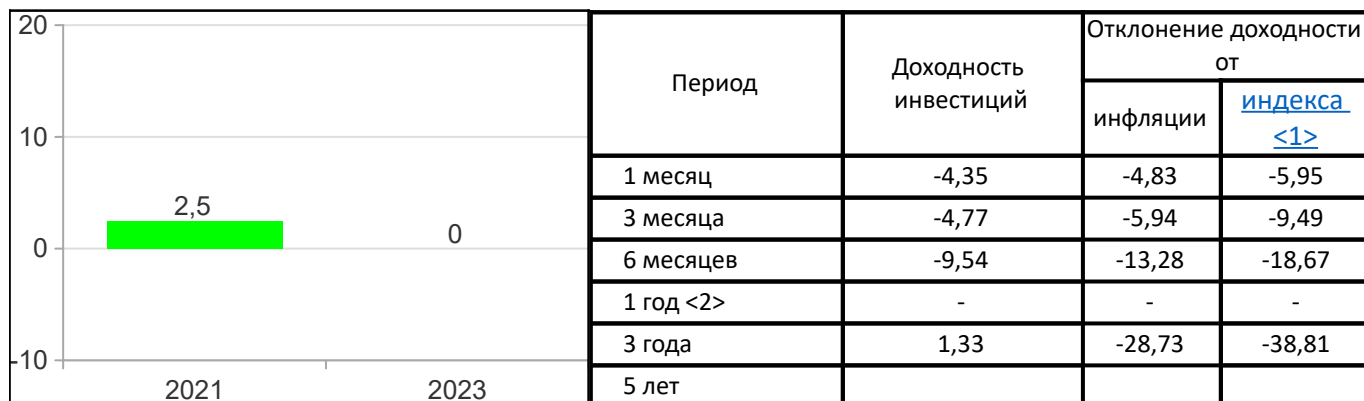 20
10
0
-10
2,5
0
2021
2023
Период
Доходность
инвестиций
Отклонение доходности
от
инфляции
индекса
<1>
1 месяц -4,35 -4,83 -5,95
3 месяца -4,77 -5,94 -9,49
6 месяцев -9,54 -13,28 -18,67
1 год <2> - - -
3 года 1,33 -28,73 -38,81
5 лет